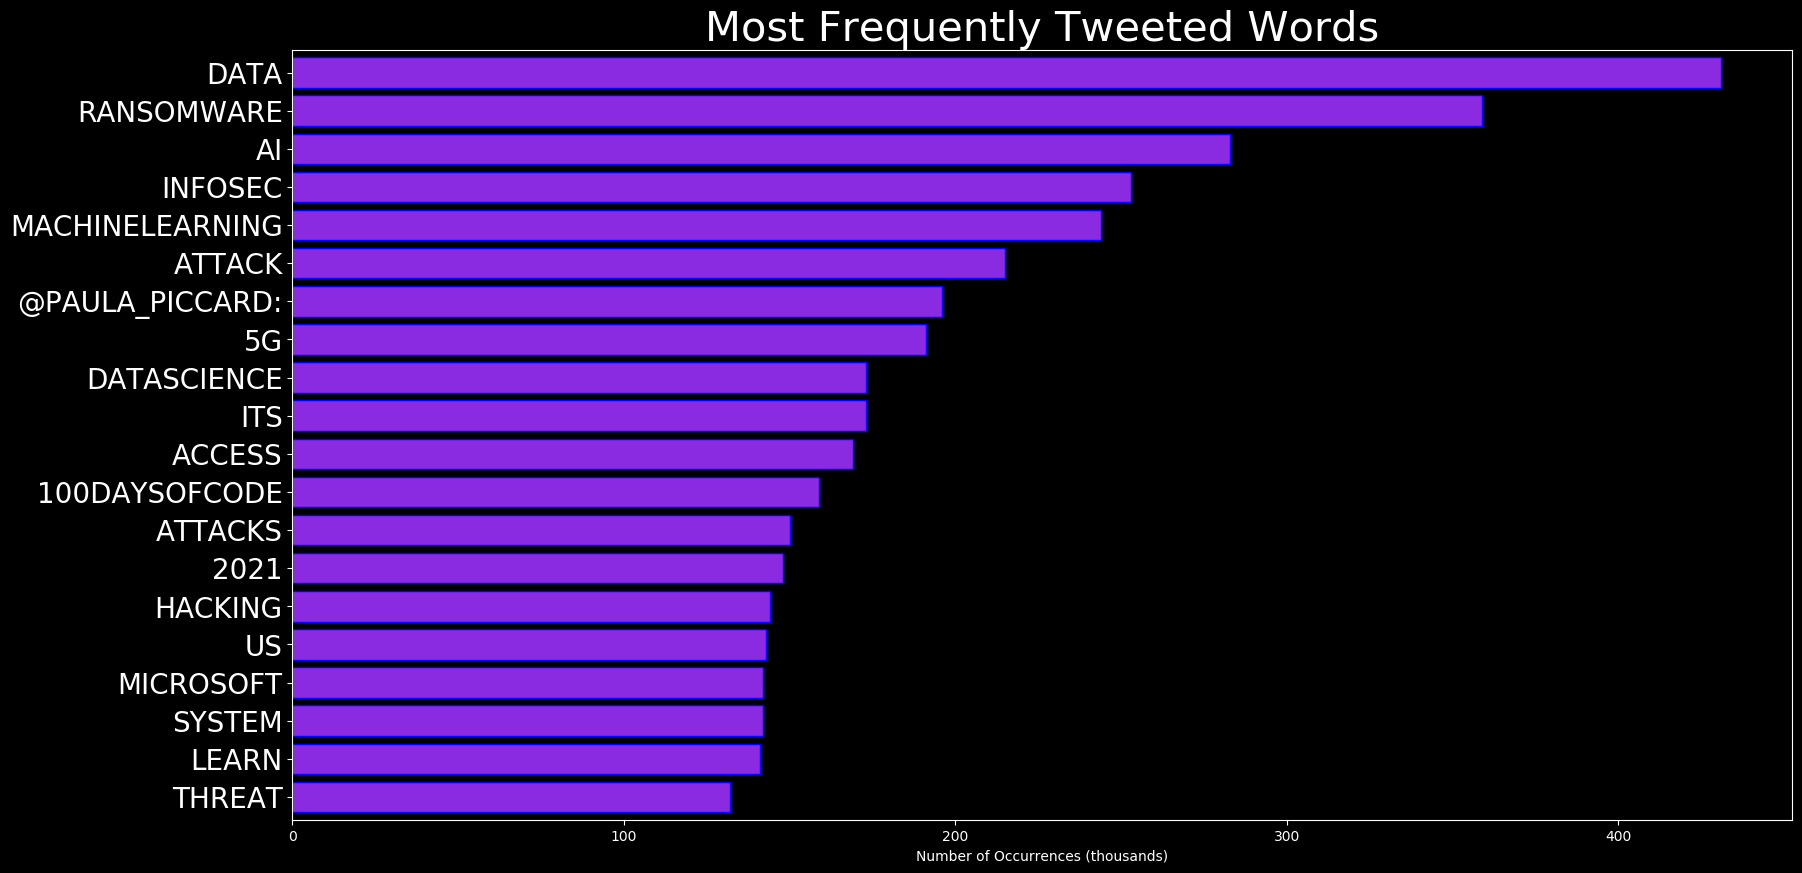 Most Frequently Tweeted Words
DATA
RANSOMWARE
AI
INFOSEC
MACHINELEARNING
ATTACK
@PAULA_PICCARD:
5G
DATASCIENCE
ITS
ACCESS
100DAYSOFCODE
ATTACKS
2021
HACKING
US
MICROSOFT
SYSTEM
LEARN
THREAT
0 100 200 300 400
Number of Occurrences (thousands)